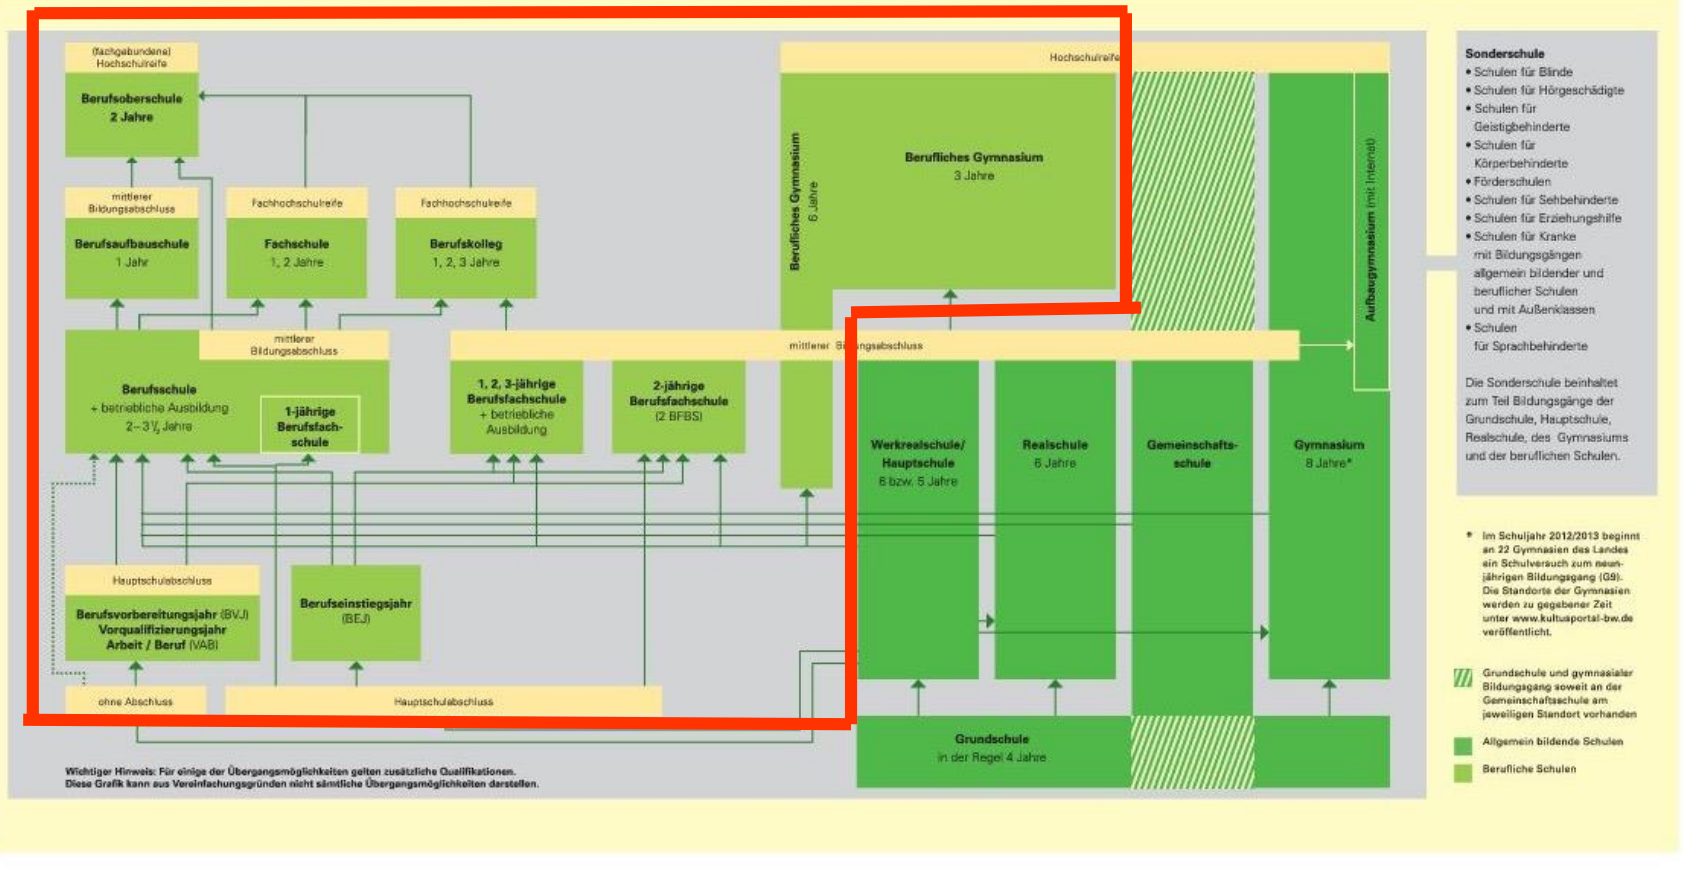 (fachgebundene)
Hochschulreife
Berufsoberschule
2 Jahre
mittlerer
Bildungsabschluss
Berufsaufbauschule
1 Jahr
Fachhochschulreife
Fachschule
1, 2 Jahre
Fachhochschulreife
Berufskolleg
1, 2, 3 Jahre
Hochschulreife
Berufliches Gymnasium
6 Jahre
Berufliches Gymnasium
3 Jahre
Aufbaugymnasium (mit Internat)
mittlerer
Bildungsabschluss
Berufsschule
+ betriebliche Ausbildung
2–3½ Jahre
1-jährige
Berufsfach-
schule
mittlerer Bildungsabschluss
1, 2, 3-jährige
Berufsfachschule
+ betriebliche
Ausbildung
2-jährige
Berufsfachschule
(2 BFBS)
Werkrealschule/
Hauptschule
6 bzw. 5 Jahre
Realschule
6 Jahre
Gemeinschafts-
schule
Gymnasium
8 Jahre*
Hauptschulabschluss
Berufsvorbereitungsjahr (BVJ)
Vorqualifizierungsjahr
Arbeit / Beruf (VAB)
Berufseinstiegsjahr
(BEJ)
ohne Abschluss
Hauptschulabschluss
Grundschule
in der Regel 4 Jahre
Wichtiger Hinweis: Für einige der Übergangsmöglichkeiten gelten zusätzliche Qualifikationen.
Diese Grafik kann aus Vereinfachungsgründen nicht sämtliche Übergangsmöglichkeiten darstellen.
Sonderschule
• Schulen für Blinde
• Schulen für Hörgeschädigte
• Schulen für
Geistigbehinderte
• Schulen für
Körperbehinderte
• Förderschulen
• Schulen für Sehbehinderte
• Schulen für Erziehungshilfe
• Schulen für Kranke
mit Bildungsgängen
allgemein bildender und
beruflicher Schulen
und mit Außenklassen
• Schulen
für Sprachbehinderte
Die Sonderschule beinhaltet
zum Teil Bildungsgänge der
Grundschule, Hauptschule,
Realschule, des Gymnasiums
und der beruflichen Schulen.
* Im Schuljahr 2012/2013 beginnt
an 22 Gymnasien des Landes
ein Schulversuch zum neun-
jährigen Bildungsgang (G9).
Die Standorte der Gymnasien
werden zu gegebener Zeit
unter www.kultusportal-bw.de
veröffentlicht.
Grundschule und gymnasialer
Bildungsgang soweit an der
Gemeinschaftsschule am
jeweiligen Standort vorhanden
Allgemein bildende Schulen
Berufliche Schulen